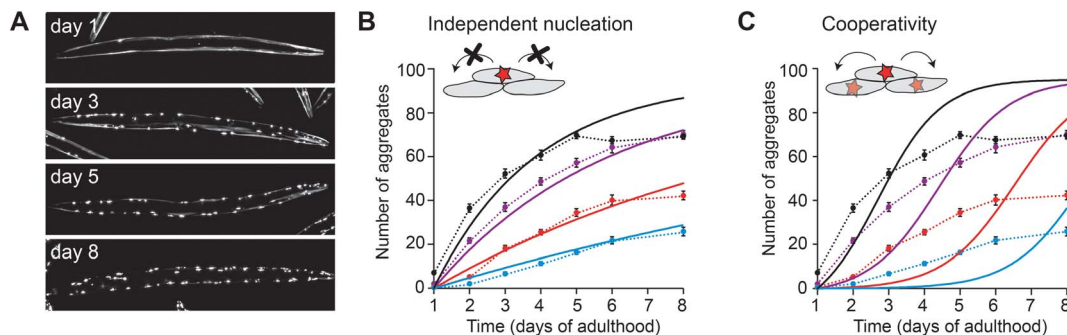 A
day 1
day 3
day 5
day 8
B
Independent nucleation
Number of aggregates
100
80
60
40
20
0
1 2 3 4 5 6 7 8
Time (days of adulthood)
C
Cooperativity
Number of aggregates
100
80
60
40
20
0
1 2 3 4 5 6 7 8
Time (days of adulthood)